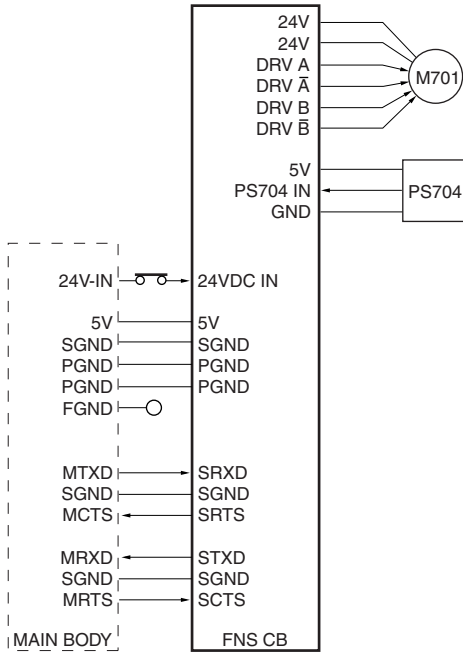 24V
24V
DRV A
DRV A̅
DRV B
DRV B̅
M701
5V
PS704 IN
GND
PS704
24V-IN 24VDC IN
5V 5V
SGND SGND
PGND PGND
PGND PGND
FGND
MTXD SRXD
SGND SGND
MCTS SRTS
MRXD STXD
SGND SGND
MRTS SCTS
MAIN BODY FNS CB